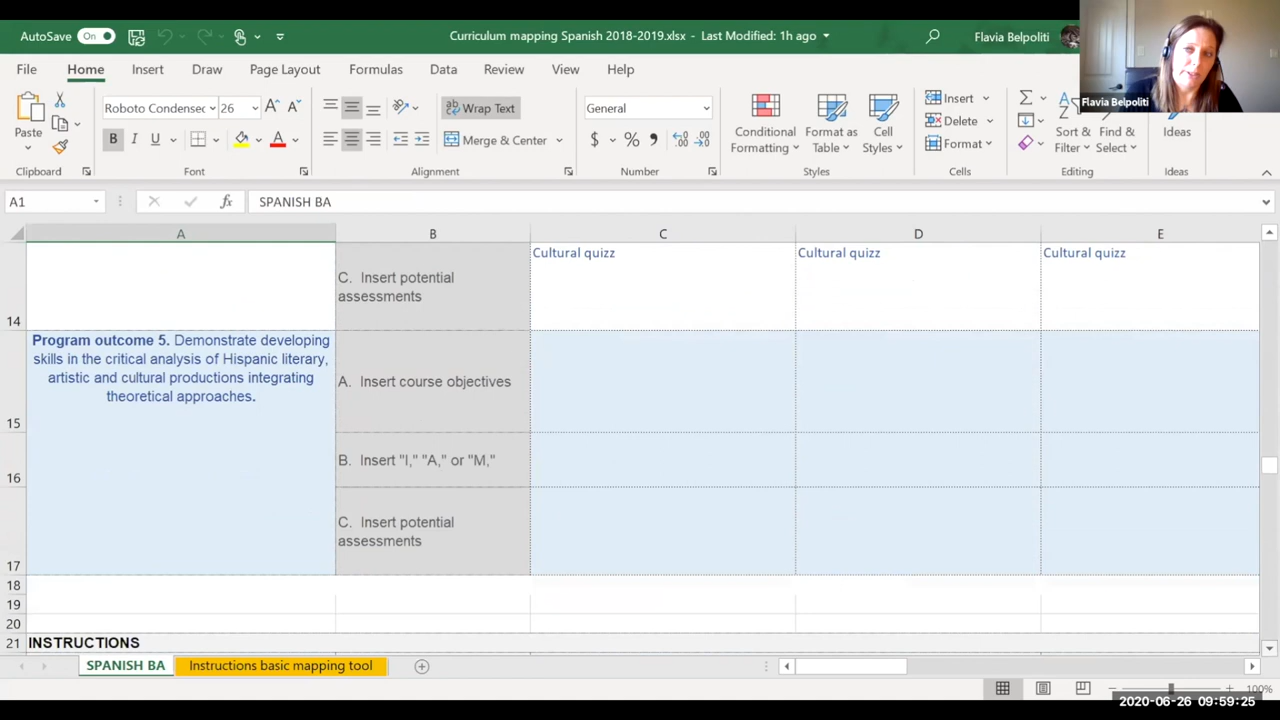 AutoSave On
Curriculum mapping Spanish 2018-2019.xlsx - Last Modified: 1h ago
Flavia Belpoliti
File Home Insert Draw Page Layout Formulas Data Review View Help
Flavia Belpoliti
Paste
Clipboard
Roboto Condensec 26
B I U
Font
Wrap Text
Merge & Center
Alignment
General
$ %
Number
Conditional Formatting
Format as Table
Cell Styles
Styles
Insert
Delete
Format
Cells
Sort & Filter
Find & Select
Editing
Ideas
Ideas
A1
fx
SPANISH BA
A B C D E
14
C. Insert potential
assessments
Cultural quizz
Cultural quizz
Cultural quizz
15
Program outcome 5. Demonstrate developing
skills in the critical analysis of Hispanic literary,
artistic and cultural productions integrating
theoretical approaches.
A. Insert course objectives
16
B. Insert "I," "A," or "M,"
17
C. Insert potential
assessments
18
19
20
21 INSTRUCTIONS
SPANISH BA Instructions basic mapping tool
100%
2020-06-26 09:59:25